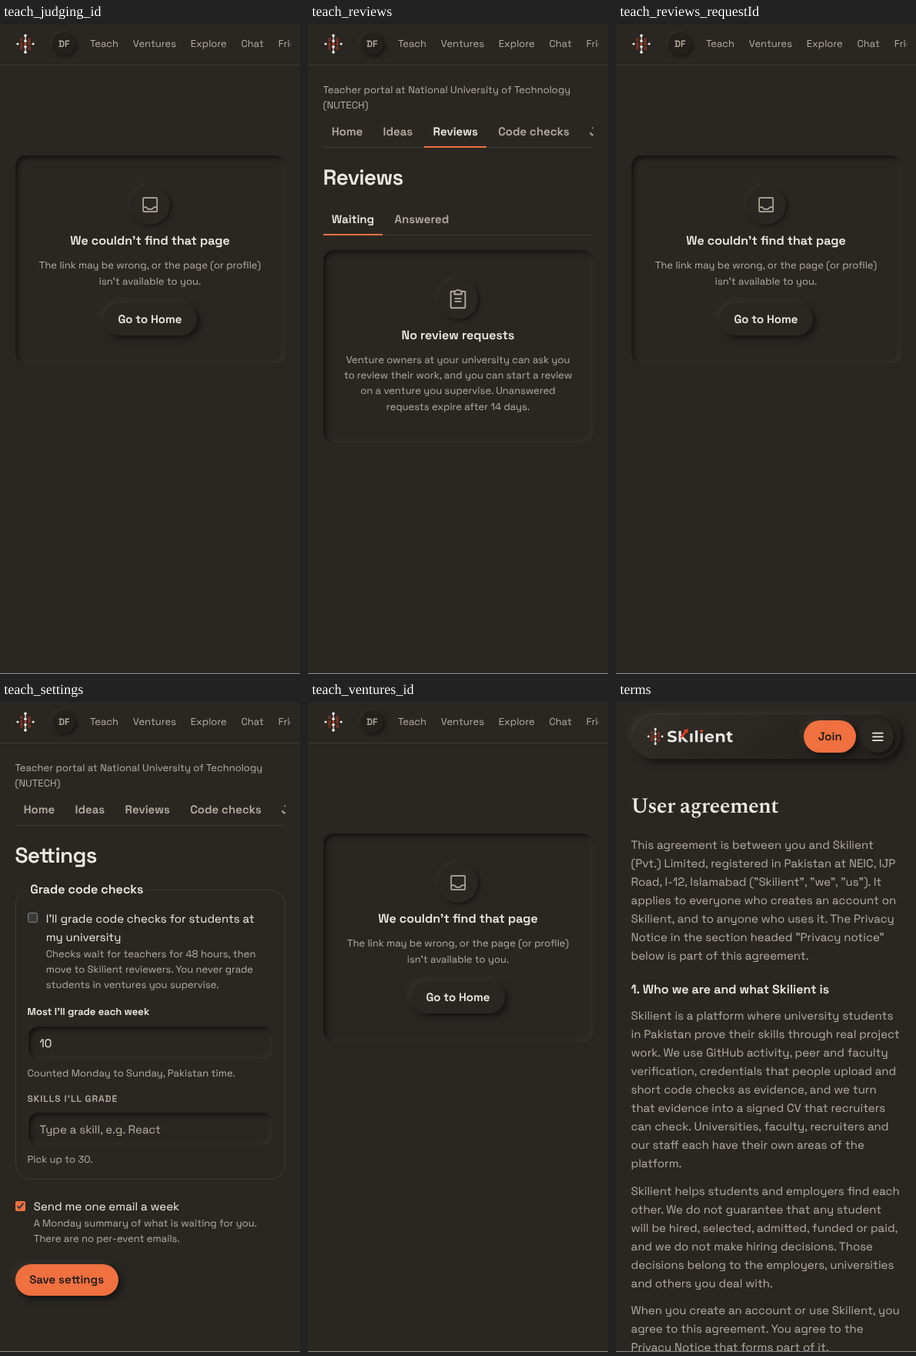 teach_judging_id
DF Teach Ventures Explore Chat
We couldn't find that page
The link may be wrong, or the page (or profile)
isn't available to you.
Go to Home
teach_reviews
DF Teach Ventures Explore Chat
Teacher portal at National University of Technology
(NUTECH)
Home Ideas Reviews Code checks
Reviews
Waiting Answered
No review requests
Venture owners at your university can ask you
to review their work, and you can start a review
on a venture you supervise. Unanswered
requests expire after 14 days.
teach_reviews_requestId
DF Teach Ventures Explore Chat
We couldn't find that page
The link may be wrong, or the page (or profile)
isn't available to you.
Go to Home
teach_settings
DF Teach Ventures Explore Chat
Teacher portal at National University of Technology
(NUTECH)
Home Ideas Reviews Code checks
Settings
Grade code checks
I'll grade code checks for students at
my university
Checks wait for teachers for 48 hours, then
move to Skilient reviewers. You never grade
students in ventures you supervise.
Most I'll grade each week
10
Counted Monday to Sunday, Pakistan time.
SKILLS I'LL GRADE
Type a skill, e.g. React
Pick up to 30.
Send me one email a week
A Monday summary of what is waiting for you.
There are no per-event emails.
Save settings
teach_ventures_id
DF Teach Ventures Explore Chat
We couldn't find that page
The link may be wrong, or the page (or profile)
isn't available to you.
Go to Home
terms
Skilient Join
User agreement
This agreement is between you and Skilient
(Pvt.) Limited, registered in Pakistan at NEIC, IJP
Road, I-12, Islamabad ("Skilient", "we", "us"). It
applies to everyone who creates an account on
Skilient, and to anyone who uses it. The Privacy
Notice in the section headed "Privacy notice"
below is part of this agreement.
1. Who we are and what Skilient is
Skilient is a platform where university students
in Pakistan prove their skills through real project
work. We use GitHub activity, peer and faculty
verification, credentials that people upload and
short code checks as evidence, and we turn
that evidence into a signed CV that recruiters
can check. Universities, faculty, recruiters and
our staff each have their own areas of the
platform.
Skilient helps students and employers find each
other. We do not guarantee that any student
will be hired, selected, admitted, funded or paid,
and we do not make hiring decisions. Those
decisions belong to the employers, universities
and others you deal with.
When you create an account or use Skilient, you
agree to this agreement. You agree to the
Privacy Notice that forms part of it.